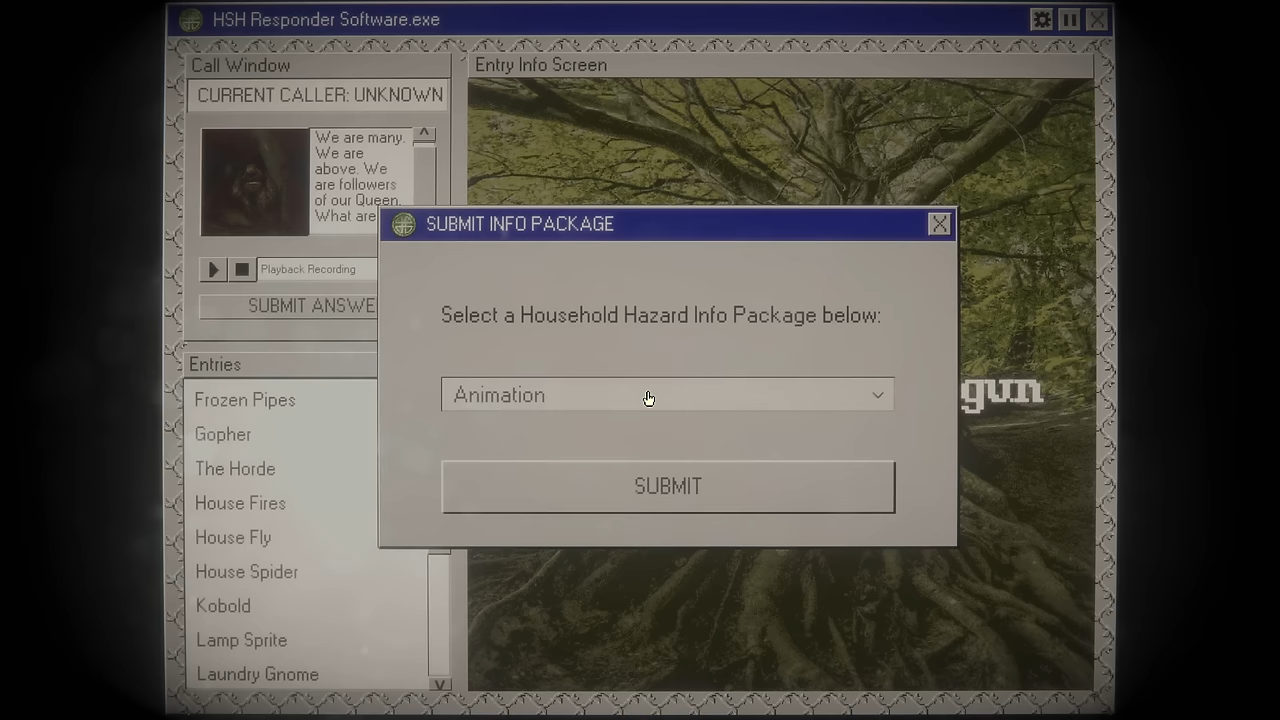 HSH Responder Software.exe
Call Window
CURRENT CALLER: UNKNOWN
We are many.
We are
above. We
are followers
of our Queen.
What are
Playback Recording
SUBMIT ANSWE
Entries
Frozen Pipes
Gopher
The Horde
House Fires
House Fly
House Spider
Kobold
Lamp Sprite
Laundry Gnome
Entry Info Screen
gun
SUBMIT INFO PACKAGE
Select a Household Hazard Info Package below:
Animation
SUBMIT